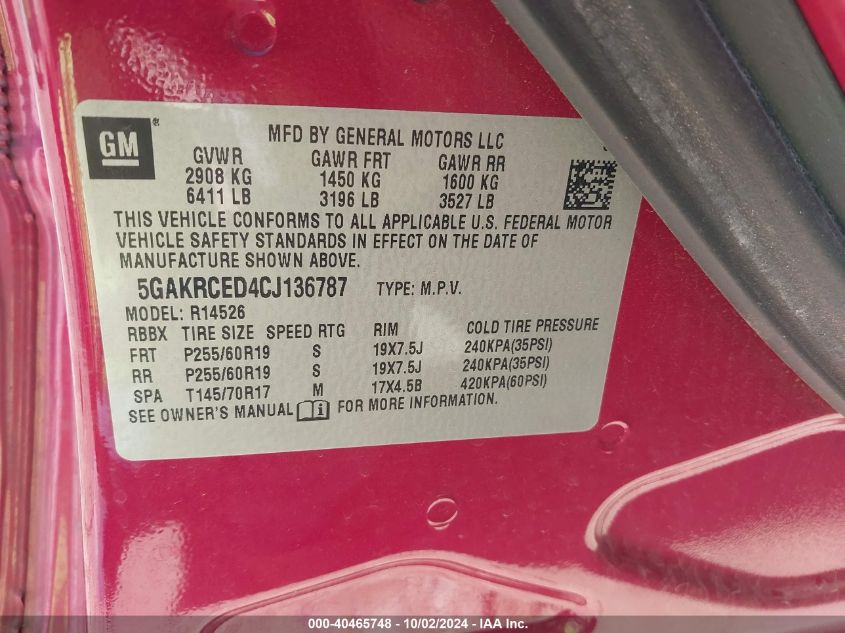 GM ®
MFD BY GENERAL MOTORS LLC
GVWR GAWR FRT GAWR RR
2908 KG 1450 KG 1600 KG
6411 LB 3196 LB 3527 LB
THIS VEHICLE CONFORMS TO ALL APPLICABLE U.S. FEDERAL MOTOR
VEHICLE SAFETY STANDARDS IN EFFECT ON THE DATE OF
MANUFACTURE SHOWN ABOVE.
5GAKRCED4CJ136787 TYPE: M.P.V.
MODEL: R14526
RBBX TIRE SIZE SPEED RTG RIM COLD TIRE PRESSURE
FRT P255/60R19 S 19X7.5J 240KPA(35PSI)
RR P255/60R19 S 19X7.5J 240KPA(35PSI)
SPA T145/70R17 M 17X4.5B 420KPA(60PSI)
SEE OWNER'S MANUAL i FOR MORE INFORMATION.
000-40465748 - 10/02/2024 - IAA Inc.